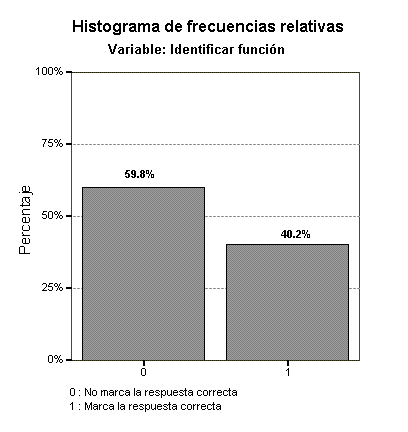 Histograma de frecuencias relativas
Variable: Identificar función
100%
75%
50%
25%
0%
Percentaje
59.8%
40.2%
0
1
0 : No marca la respuesta correcta
1 : Marca la respuesta correcta